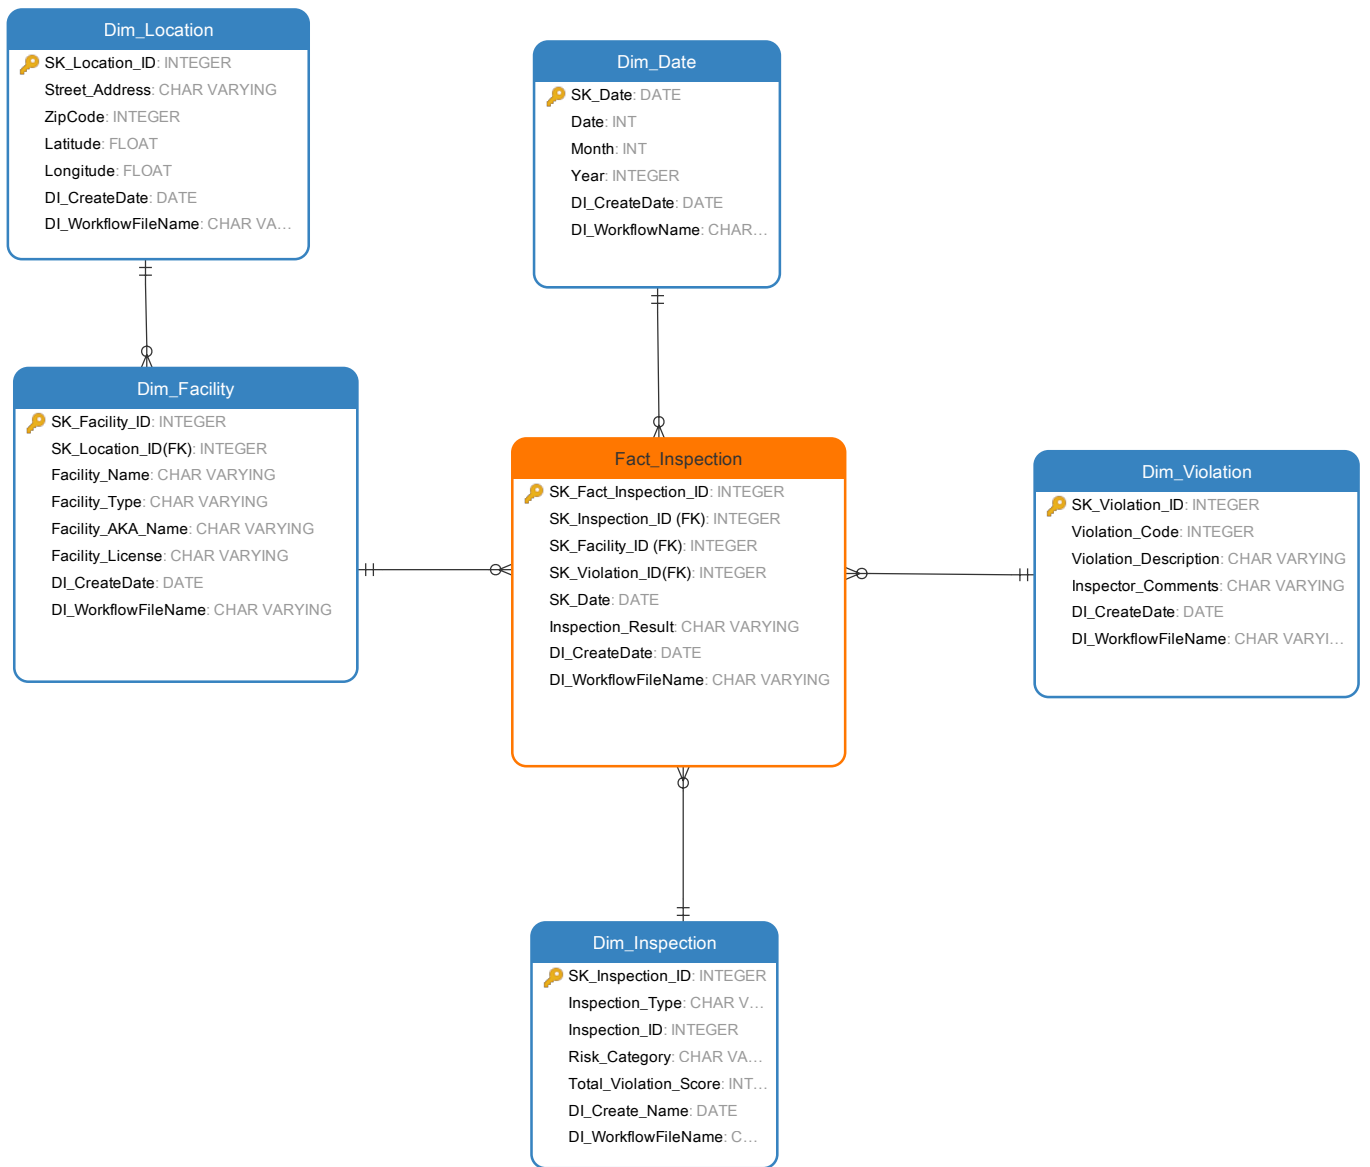 Dim_Location
SK_Location_ID: INTEGER
Street_Address: CHAR VARYING
ZipCode: INTEGER
Latitude: FLOAT
Longitude: FLOAT
DI_CreateDate: DATE
DI_WorkflowFileName: CHAR VA...
Dim_Date
SK_Date: DATE
Date: INT
Month: INT
Year: INTEGER
DI_CreateDate: DATE
DI_WorkflowName: CHAR...
Dim_Facility
SK_Facility_ID: INTEGER
SK_Location_ID(FK): INTEGER
Facility_Name: CHAR VARYING
Facility_Type: CHAR VARYING
Facility_AKA_Name: CHAR VARYING
Facility_License: CHAR VARYING
DI_CreateDate: DATE
DI_WorkflowFileName: CHAR VARYING
Fact_Inspection
SK_Fact_Inspection_ID: INTEGER
SK_Inspection_ID (FK): INTEGER
SK_Facility_ID (FK): INTEGER
SK_Violation_ID(FK): INTEGER
SK_Date: DATE
Inspection_Result: CHAR VARYING
DI_CreateDate: DATE
DI_WorkflowFileName: CHAR VARYING
Dim_Violation
SK_Violation_ID: INTEGER
Violation_Code: INTEGER
Violation_Description: CHAR VARYING
Inspector_Comments: CHAR VARYING
DI_CreateDate: DATE
DI_WorkflowFileName: CHAR VARYI...
Dim_Inspection
SK_Inspection_ID: INTEGER
Inspection_Type: CHAR V...
Inspection_ID: INTEGER
Risk_Category: CHAR VA...
Total_Violation_Score: INT...
DI_Create_Name: DATE
DI_WorkflowFileName: C...